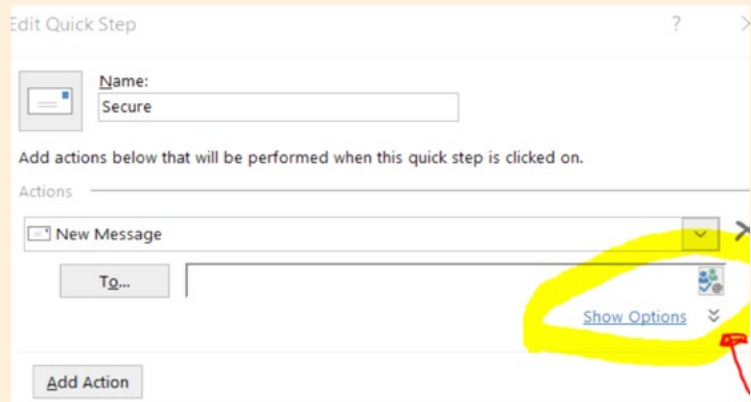 Edit Quick Step ?
Name:
Secure
Add actions below that will be performed when this quick step is clicked on.
Actions
New Message
To...
Show Options
Add Action